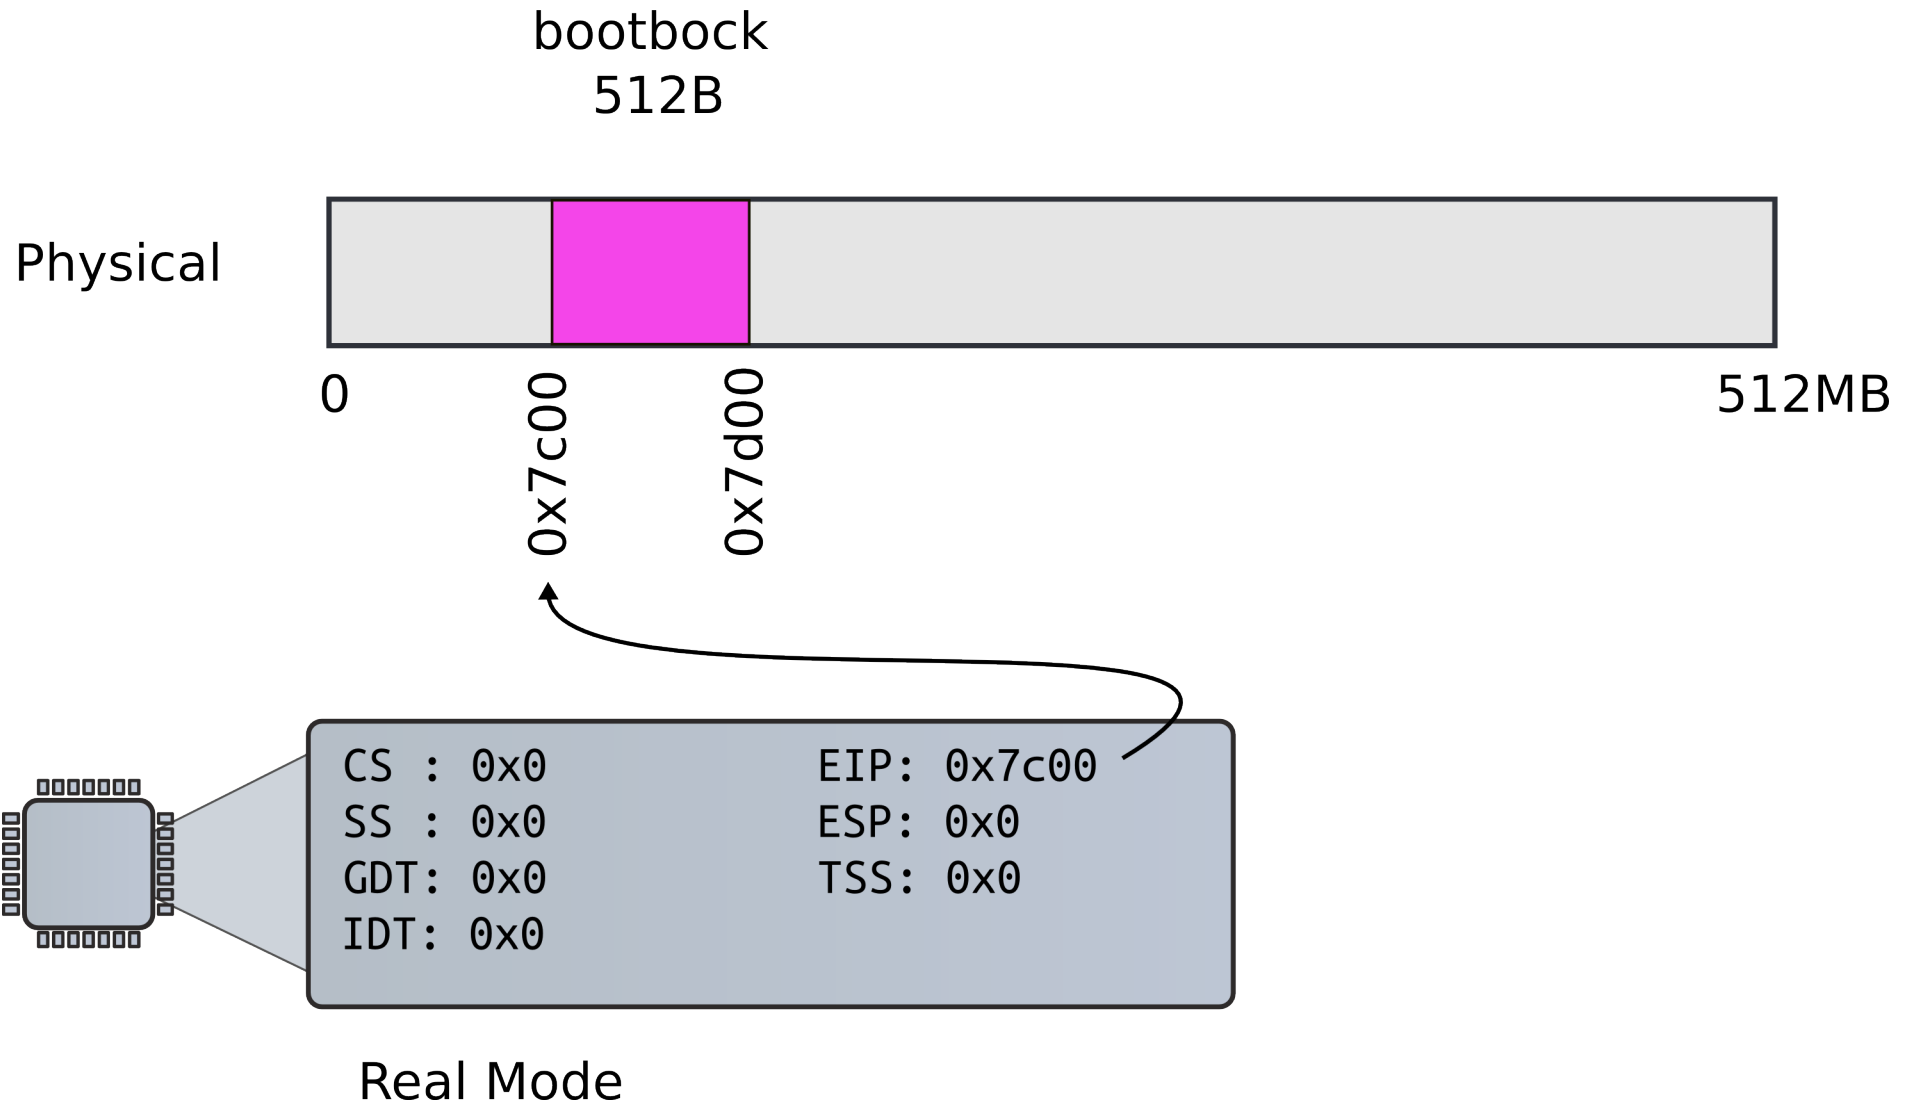 bootbock
512B
Physical
0
0x7c00
0x7d00
512MB
CS : 0x0
EIP: 0x7c00
SS : 0x0
ESP: 0x0
GDT: 0x0
TSS: 0x0
IDT: 0x0
Real Mode